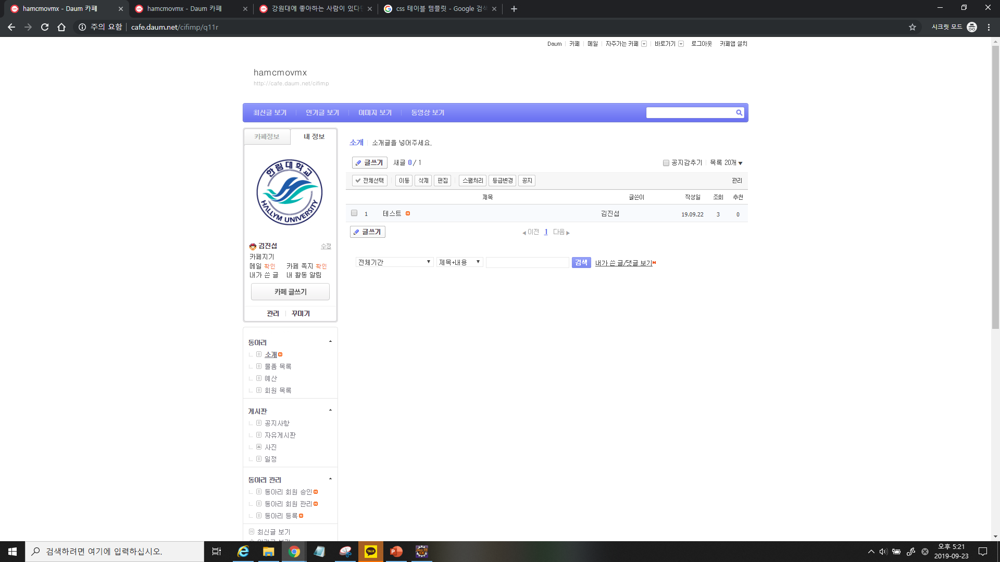 hamcmovmx - Daum 카페
hamcmovmx - Daum 카페
강원대에 좋아하는 사람이 있다
css 테이블 템플릿 - Google 검색
주의 요함 cafe.daum.net/cifimp/q11r
시크릿 모드
Daum 카페 메일 자주가는 카페 바로가기 로그아웃 카페앱 설치
hamcmovmx
http://cafe.daum.net/cifimp
최신글 보기 인기글 보기 이미지 보기 동영상 보기
카페정보 내 정보
한림대학교
HALLYM UNIVERSITY
김진섭 수정
카페지기
메일 확인 카페 쪽지 확인
내가 쓴 글 내 활동 알림
카페 글쓰기
관리 꾸미기
동아리
소개 N
물품 목록
예산
회원 목록
게시판
공지사항
자유게시판
사진
일정
동아리 관리
동아리 회원 승인 N
동아리 회원 관리 N
동아리 등록 N
N 최신글 보기
소개 소개글을 넣어주세요.
글쓰기 새글 0 / 1 공지감추기 목록 20개▼
전체선택 이동 삭제 편집 스팸처리 등급변경 공지 관리
제목 글쓴이 작성일 조회 추천
1 테스트 N 김진섭 19.09.22 3 0
글쓰기 ◀이전 1 다음▶
전체기간 ▼ 제목+내용 ▼ 검색 내가 쓴 글/댓글 보기N
검색하려면 여기에 입력하십시오.
TALK
오후 5:21
2019-09-23